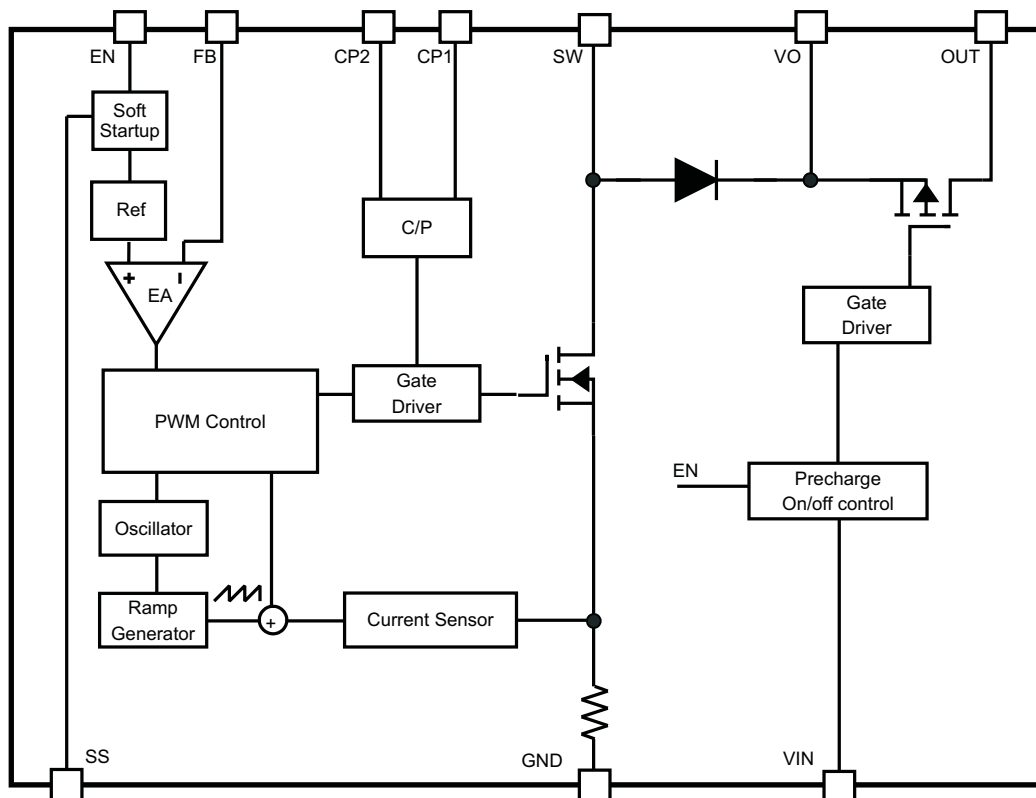 EN
FB
CP2
CP1
SW
VO
OUT
Soft
Startup
Ref
C/P
+
-
EA
Gate
Driver
Gate
Driver
PWM Control
EN
Precharge
On/off control
Oscillator
Ramp
Generator
+
Current Sensor
SS
GND
VIN